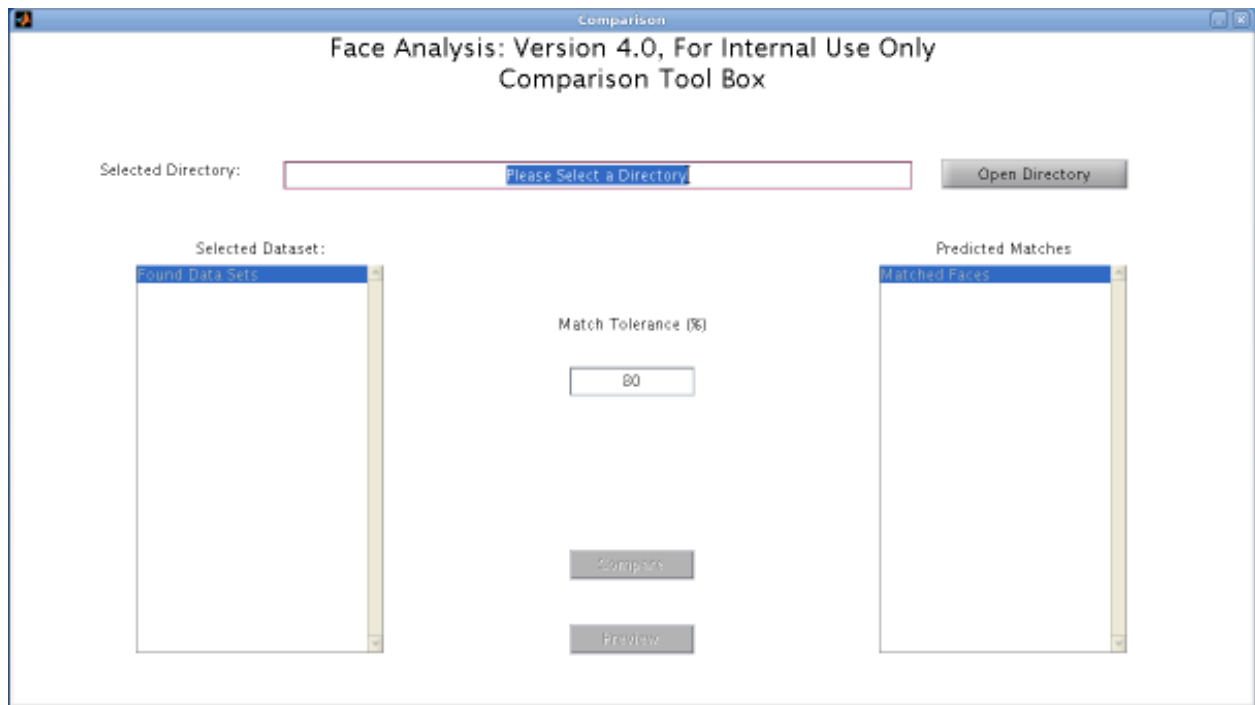 Comparison
Face Analysis: Version 4.0, For Internal Use Only
Comparison Tool Box
Selected Directory:
Please Select a Directory
Open Directory
Selected Dataset:
Predicted Matches
Found Data Sets
Matched Faces
Match Tolerance (%)
80
Compare
Preview